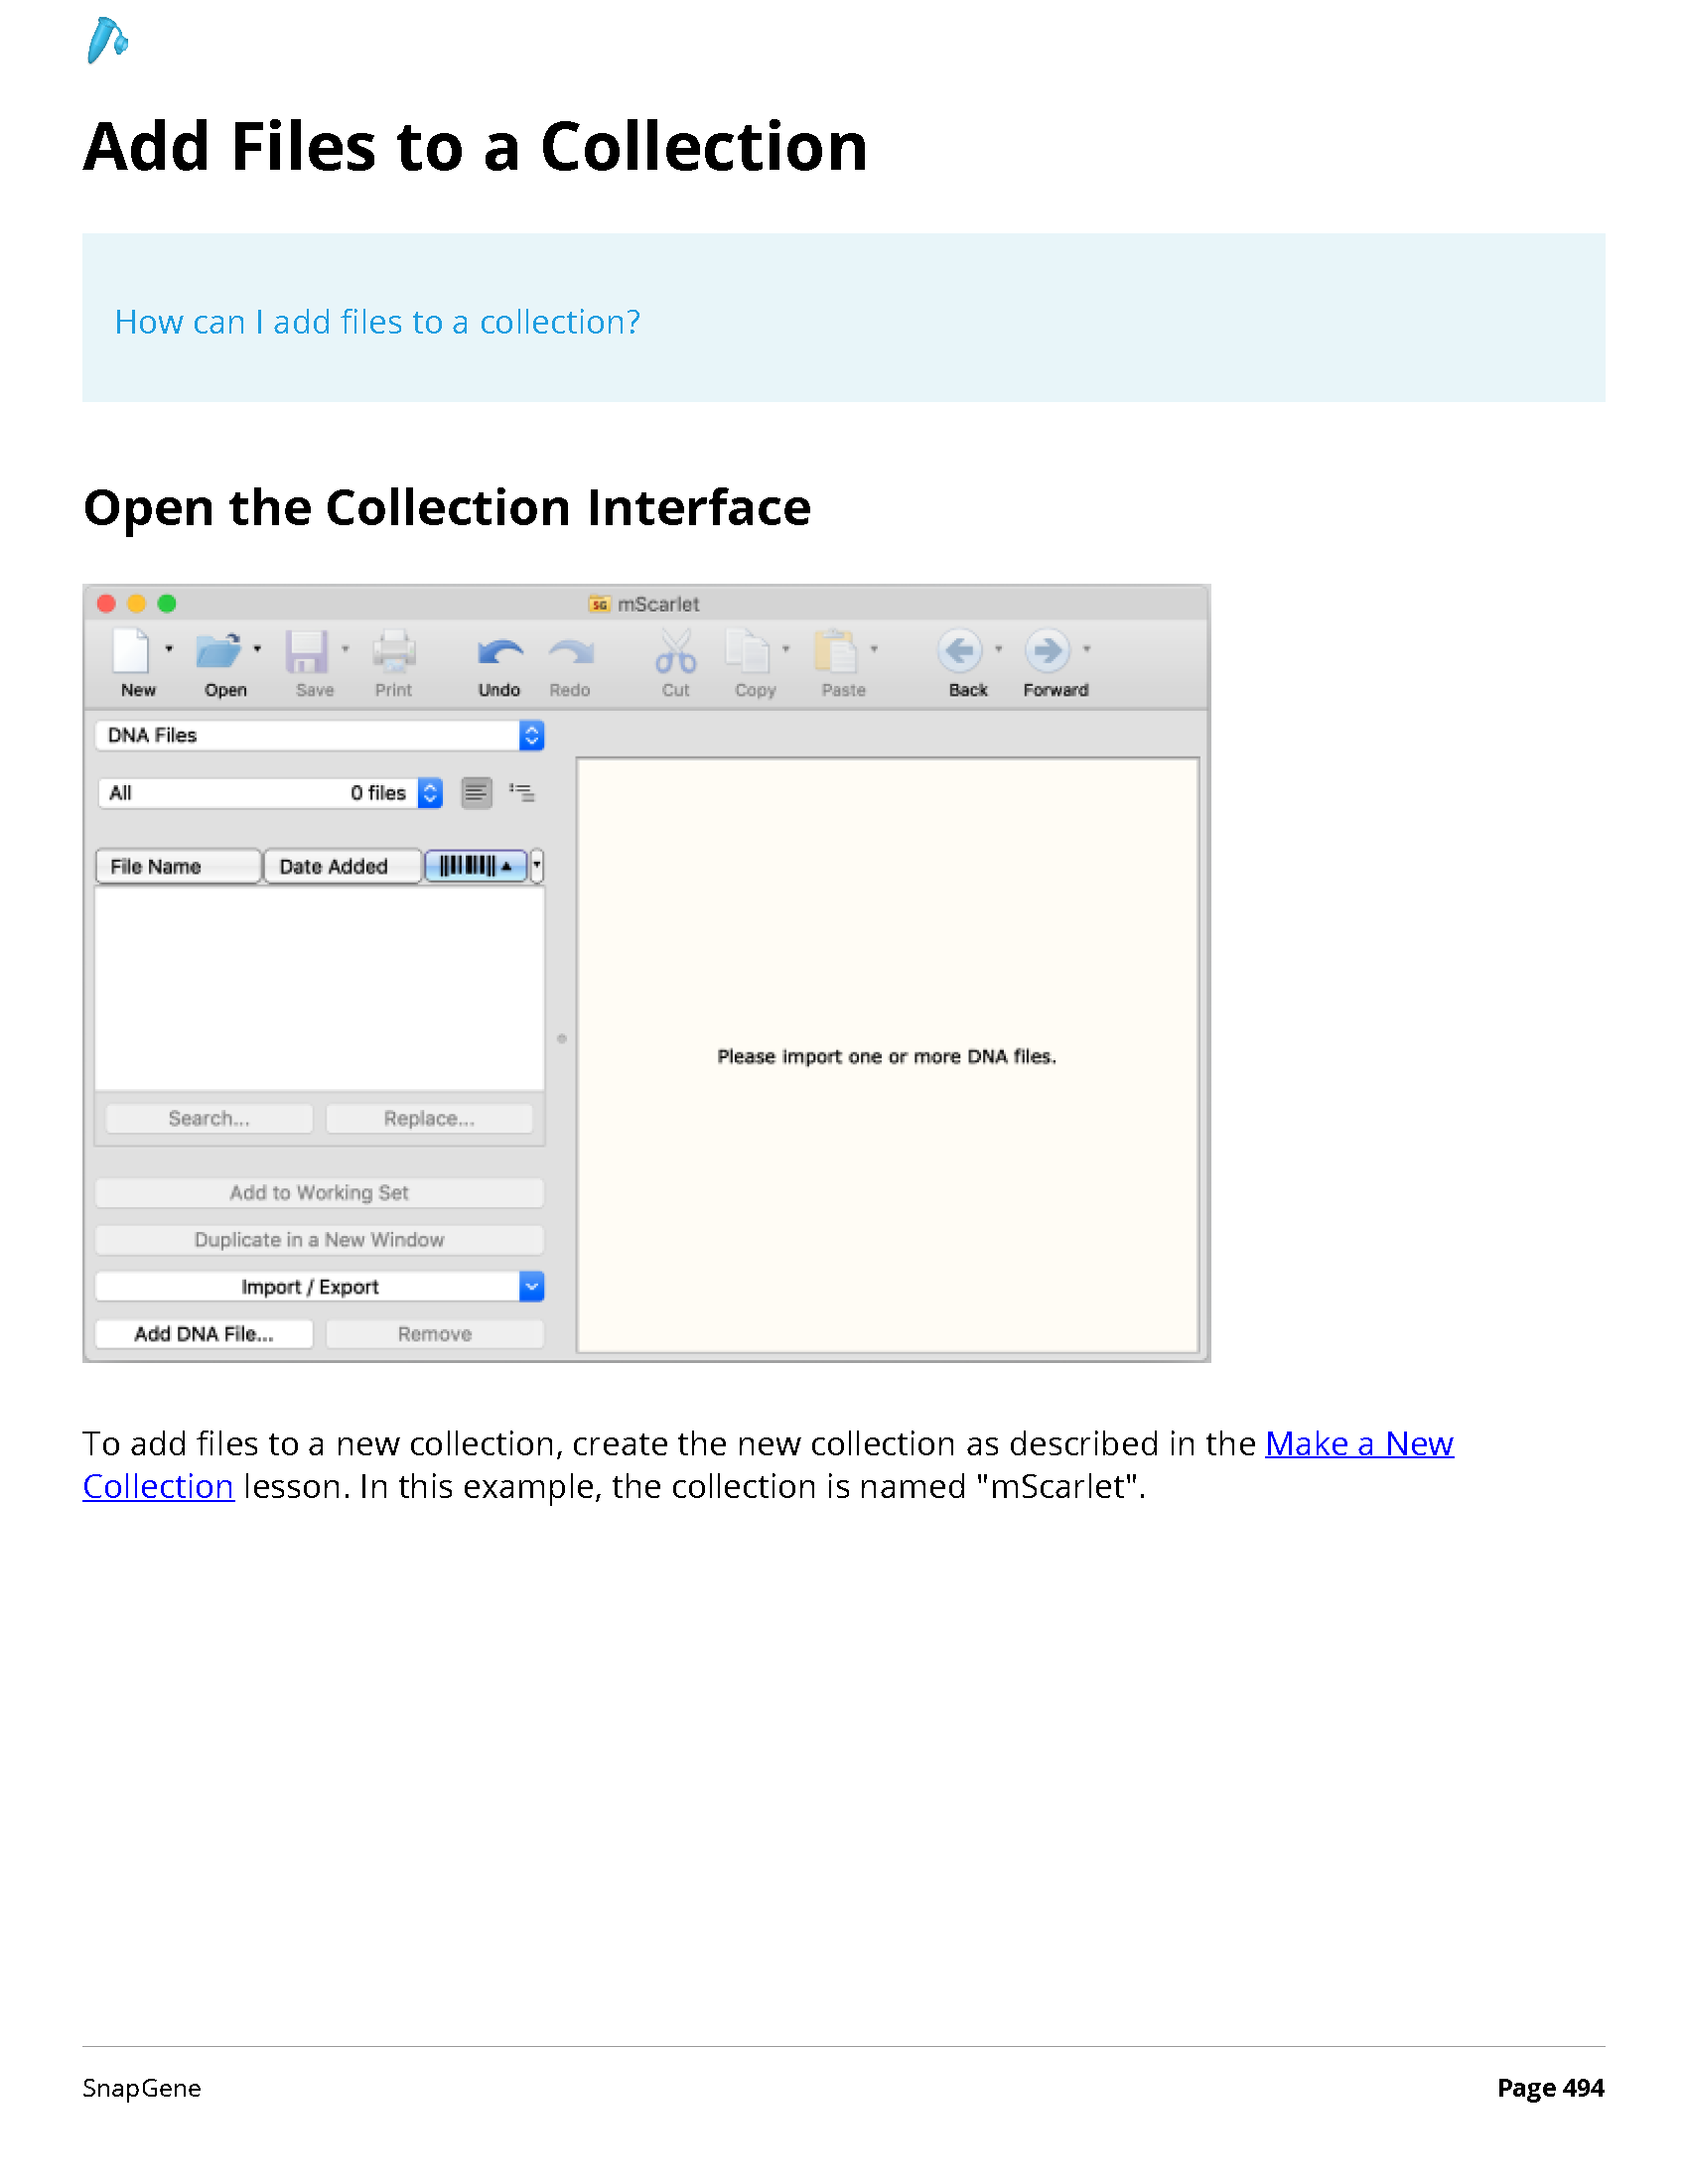 Add Files to a Collection
How can I add files to a collection?
Open the Collection Interface
SG mScarlet
New Open Save Print Undo Redo Cut Copy Paste Back Forward
DNA Files
All 0 files
File Name Date Added
Please import one or more DNA files.
Search... Replace...
Add to Working Set
Duplicate in a New Window
Import / Export
Add DNA File... Remove
To add files to a new collection, create the new collection as described in the Make a New
Collection lesson. In this example, the collection is named "mScarlet".
SnapGene Page 494